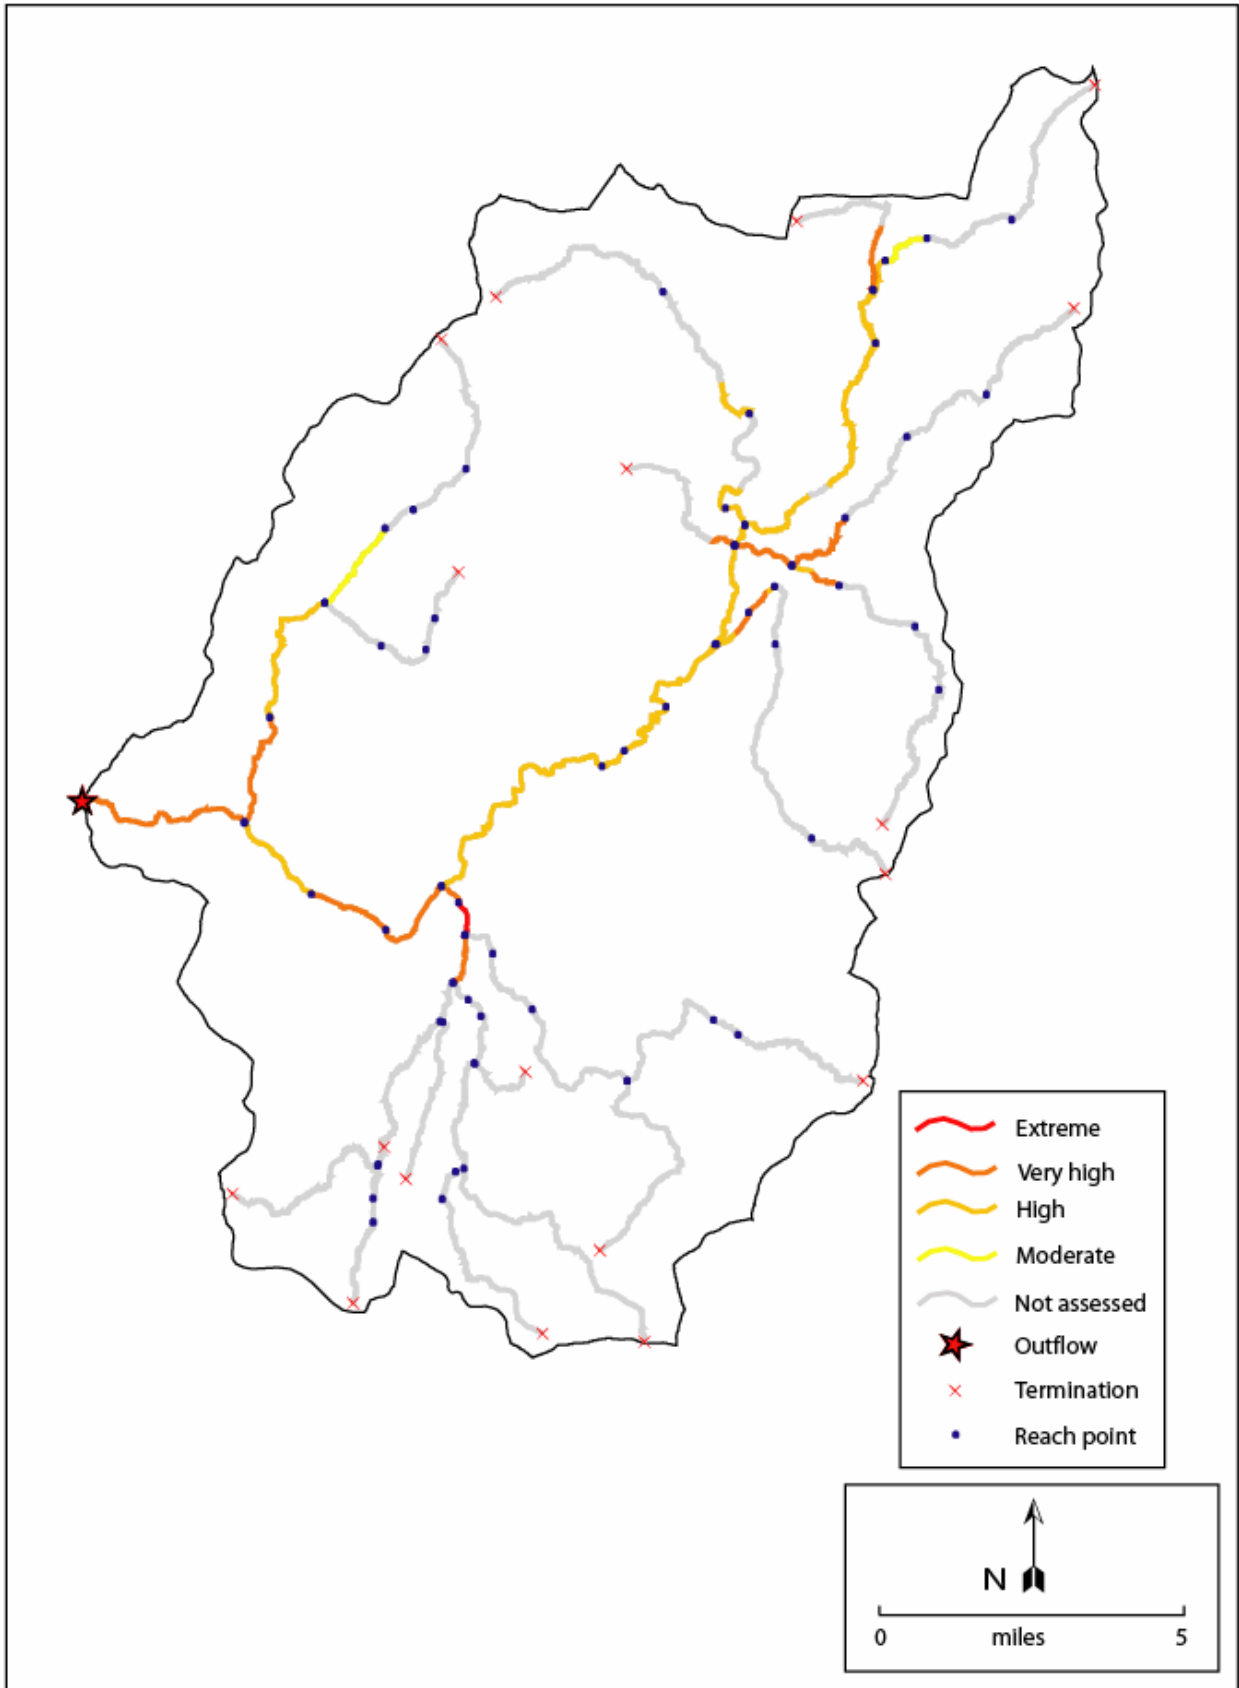 Extreme
Very high
High
Moderate
Not assessed
Outflow
Termination
Reach point
N
0 miles 5